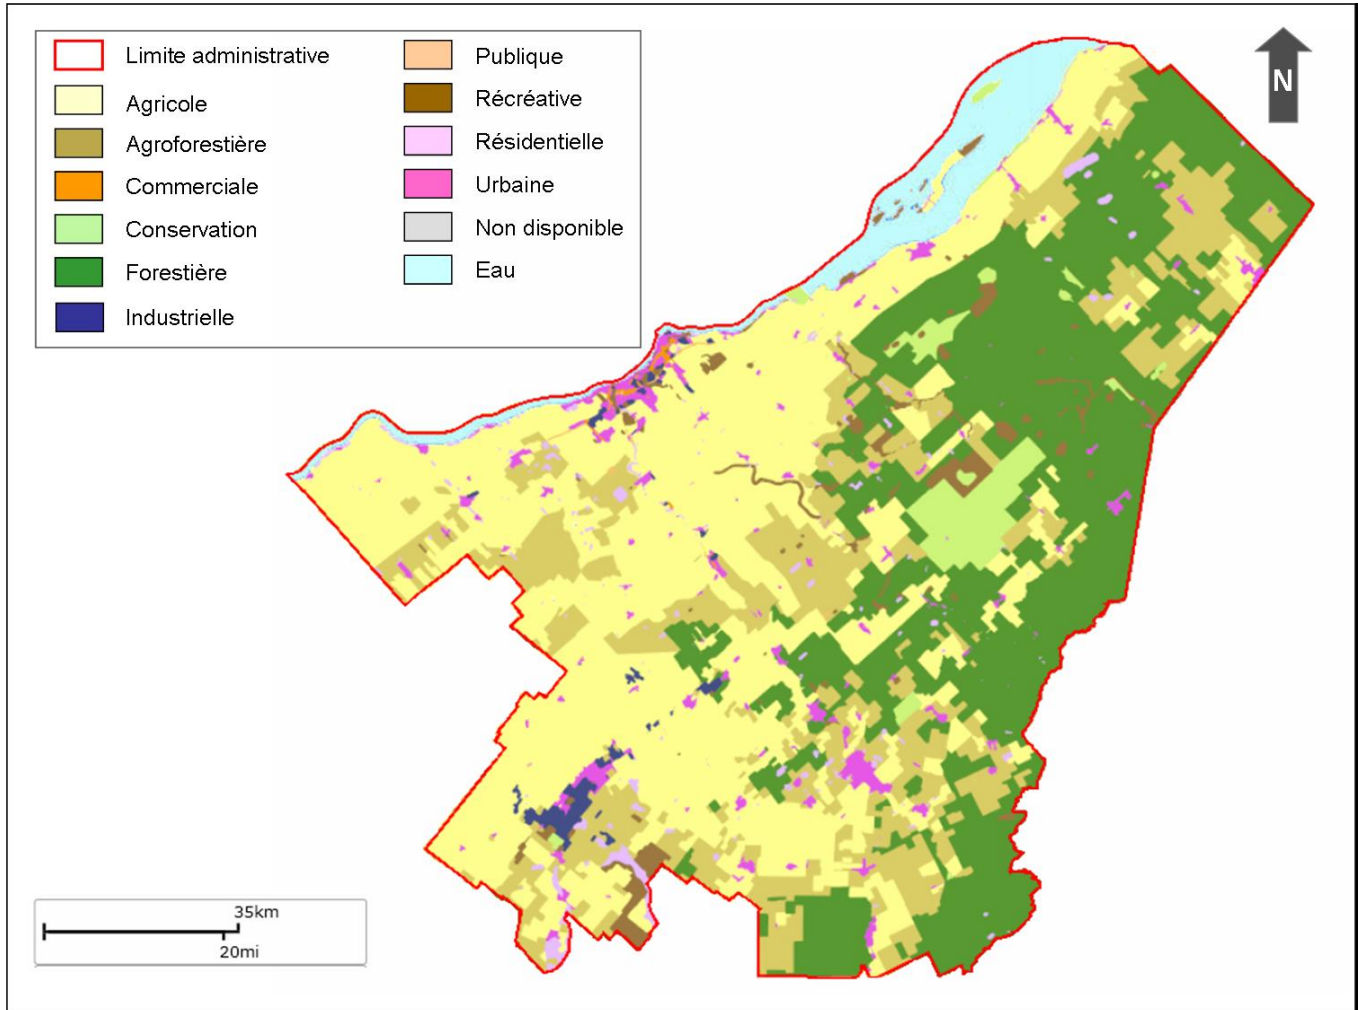 Limite administrative
Agricole
Agroforestière
Commerciale
Conservation
Forestière
Industrielle
Publique
Récréative
Résidentielle
Urbaine
Non disponible
Eau
N
35km
20mi